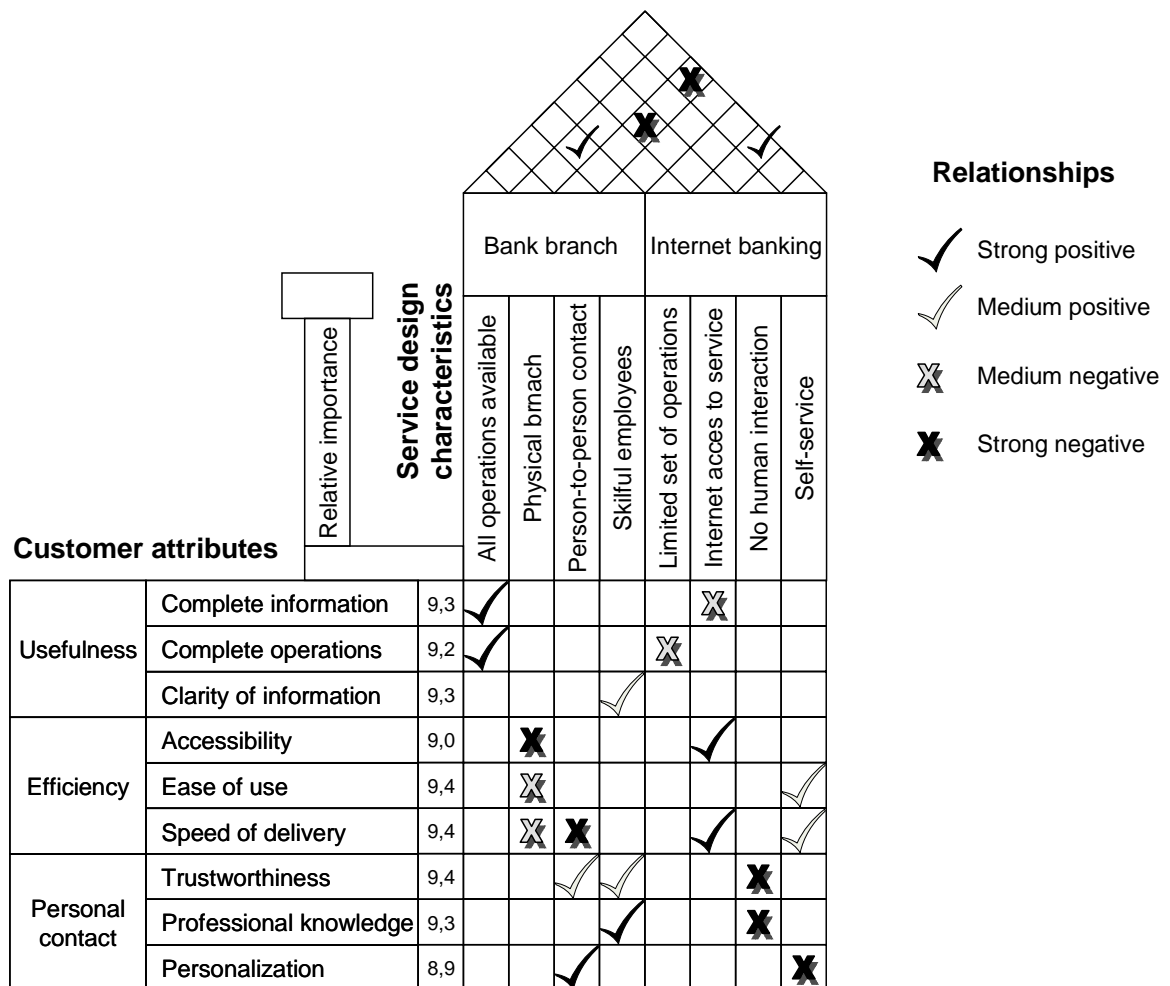 Relationships
Bank branch
Internet banking
Strong positive
Medium positive
Medium negative
Strong negative
Relative importance
Service design
characteristics
All operations available
Physical brnach
Person-to-person contact
Skilful employees
Limited set of operations
Internet acces to service
No human interaction
Self-service
Customer attributes
Usefulness
Complete information 9,3
Complete operations 9,2
Clarity of information 9,3
Efficiency
Accessibility 9,0
Ease of use 9,4
Speed of delivery 9,4
Personal
contact
Trustworthiness 9,4
Professional knowledge 9,3
Personalization 8,9